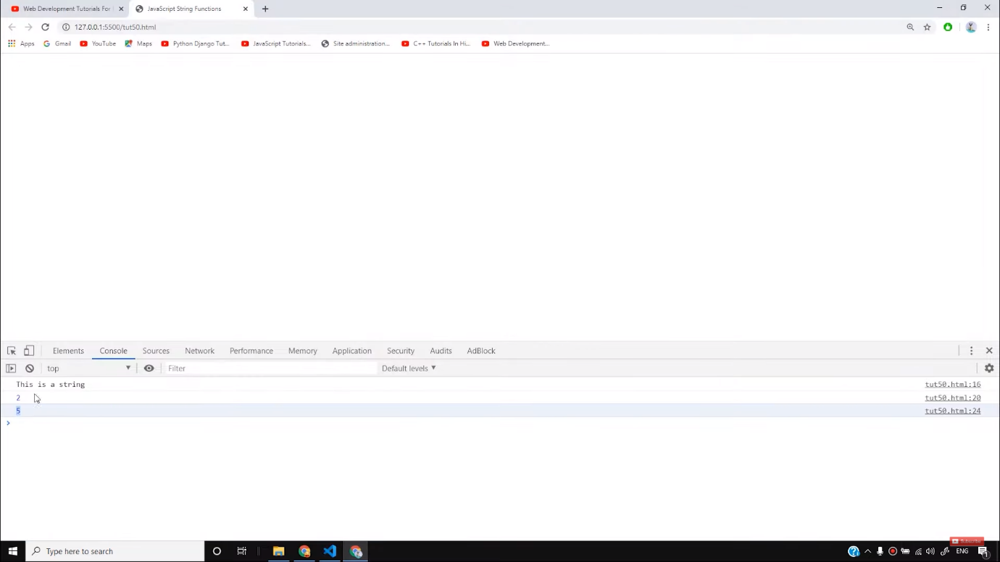 Web Development Tutorials For
JavaScript String Functions
127.0.0.1:5500/tut50.html
Apps Gmail YouTube Maps Python Django Tut... JavaScript Tutorials... Site administration... C++ Tutorials In Hi... Web Development...
Elements Console Sources Network Performance Memory Application Security Audits AdBlock
top Filter Default levels
This is a string tut50.html:16
2 tut50.html:20
5 tut50.html:24
Subscribe
Type here to search ENG 1